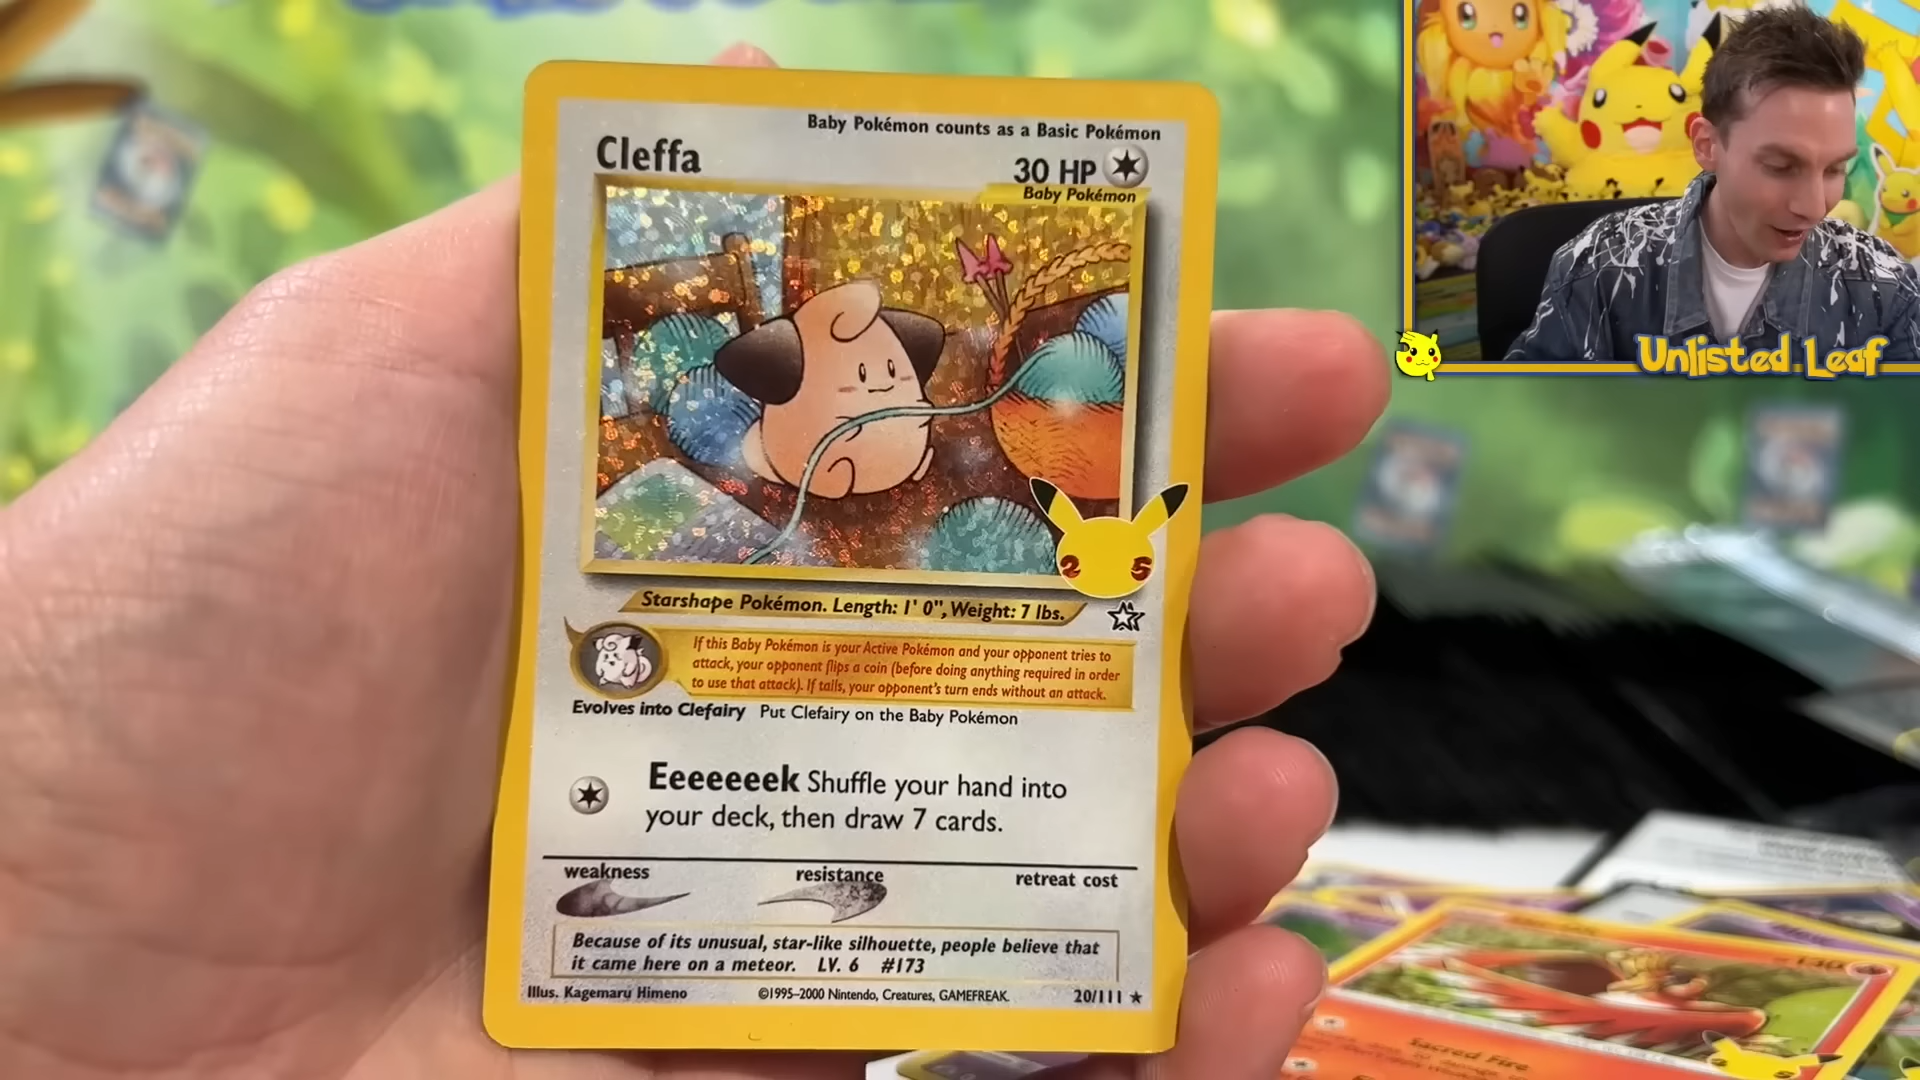 Baby Pokémon counts as a Basic Pokémon
Cleffa
30 HP
Baby Pokémon
Unlisted Leaf
25
Starshape Pokémon. Length: 1' 0", Weight: 7 lbs.
If this Baby Pokémon is your Active Pokémon and your opponent tries to
attack, your opponent flips a coin (before doing anything required in order
to use that attack). If tails, your opponent's turn ends without an attack.
Evolves into Clefairy Put Clefairy on the Baby Pokémon
Eeeeeeek Shuffle your hand into
your deck, then draw 7 cards.
weakness resistance retreat cost
Because of its unusual, star-like silhouette, people believe that
it came here on a meteor. LV. 6 #173
Illus. Kagemaru Himeno ©1995–2000 Nintendo, Creatures, GAMEFREAK. 20/111
130
Sacred Fire